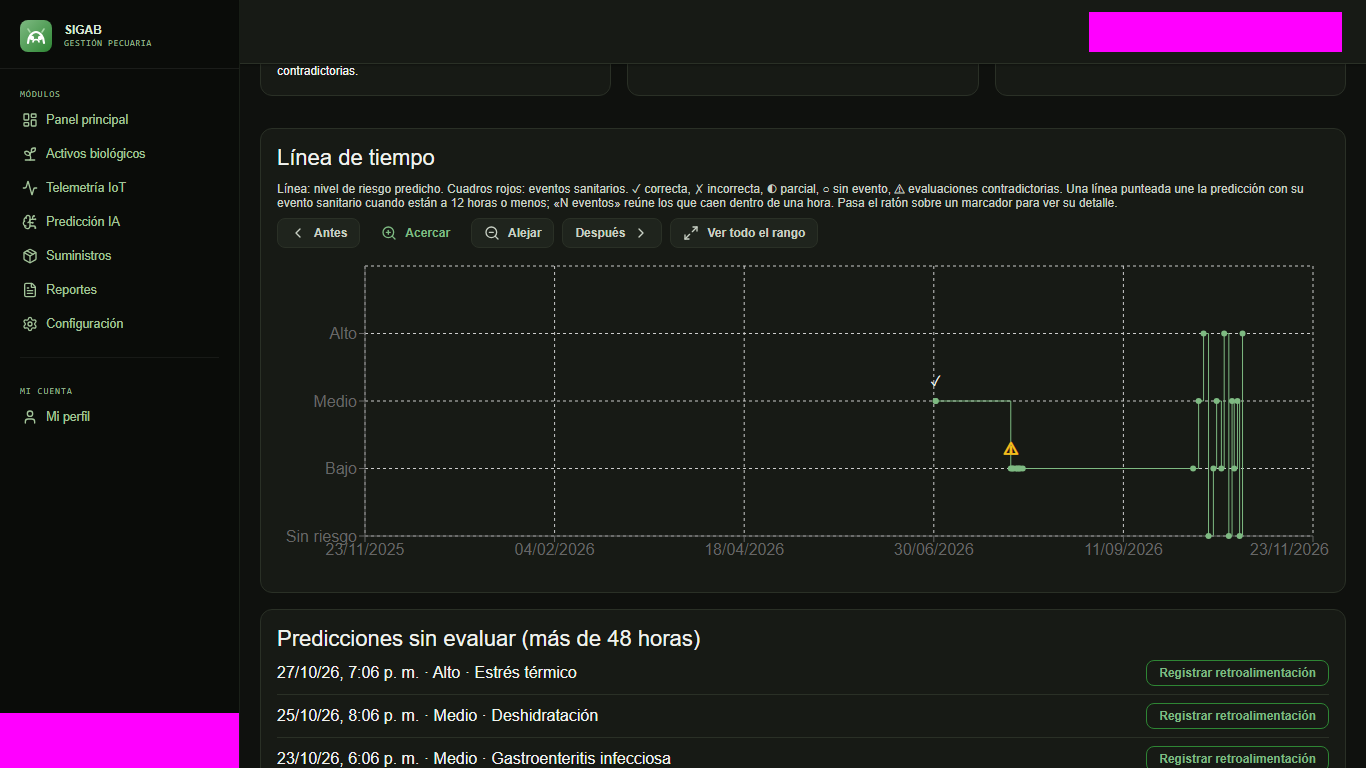 SIGAB
GESTIÓN PECUARIA
MÓDULOS
Panel principal
Activos biológicos
Telemetría IoT
Predicción IA
Suministros
Reportes
Configuración
MI CUENTA
Mi perfil
contradictorias.
Línea de tiempo
Línea: nivel de riesgo predicho. Cuadros rojos: eventos sanitarios. ✓ correcta, ✗ incorrecta, ◐ parcial, ○ sin evento, ⚠ evaluaciones contradictorias. Una línea punteada une la predicción con su
evento sanitario cuando están a 12 horas o menos; «N eventos» reúne los que caen dentro de una hora. Pasa el ratón sobre un marcador para ver su detalle.
Antes
Acercar
Alejar
Después
Ver todo el rango
Alto
✓
Medio
⚠
Bajo
Sin riesgo
23/11/2025
04/02/2026
18/04/2026
30/06/2026
11/09/2026
23/11/2026
Predicciones sin evaluar (más de 48 horas)
27/10/26, 7:06 p. m. · Alto · Estrés térmico
Registrar retroalimentación
25/10/26, 8:06 p. m. · Medio · Deshidratación
Registrar retroalimentación
23/10/26, 6:06 p. m. · Medio · Gastroenteritis infecciosa
Registrar retroalimentación